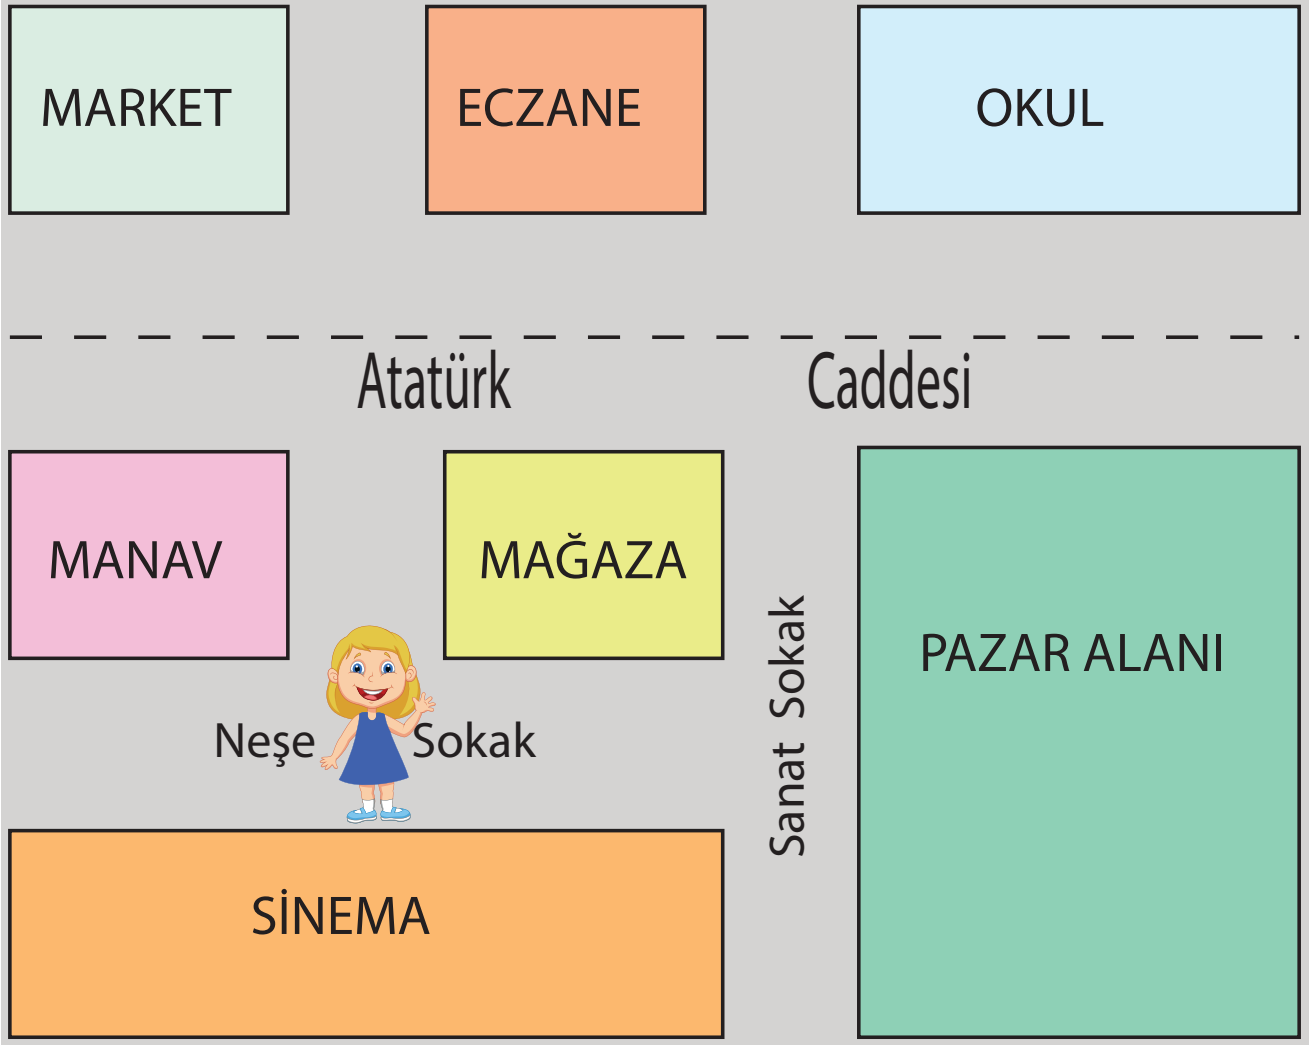 MARKET
ECZANE
OKUL
Atatürk Caddesi
MANAV
MAĞAZA
PAZAR ALANI
Neşe Sokak
Sanat Sokak
SİNEMA